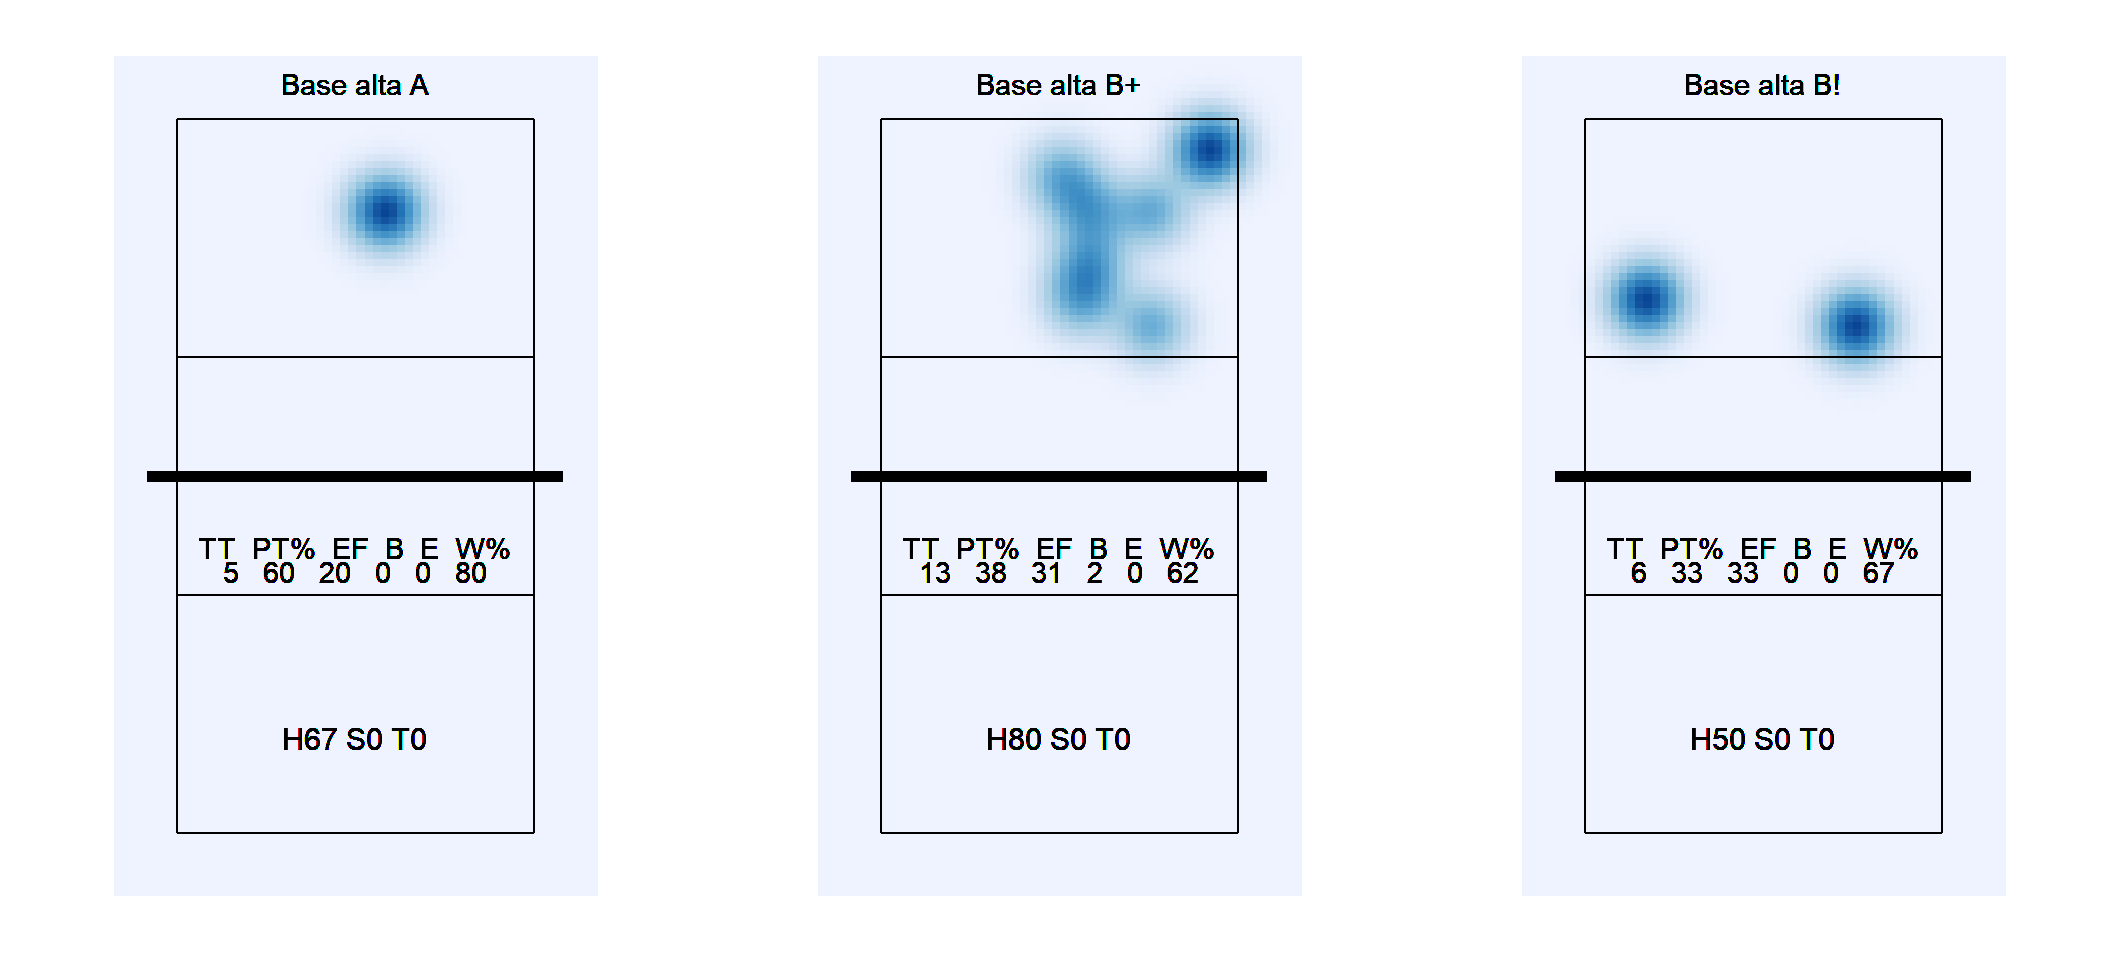 Base alta A
TT PT% EF B E W%
5 60 20 0 0 80
H67 S0 T0
Base alta B+
TT PT% EF B E W%
13 38 31 2 0 62
H80 S0 T0
Base alta B!
TT PT% EF B E W%
6 33 33 0 0 67
H50 S0 T0